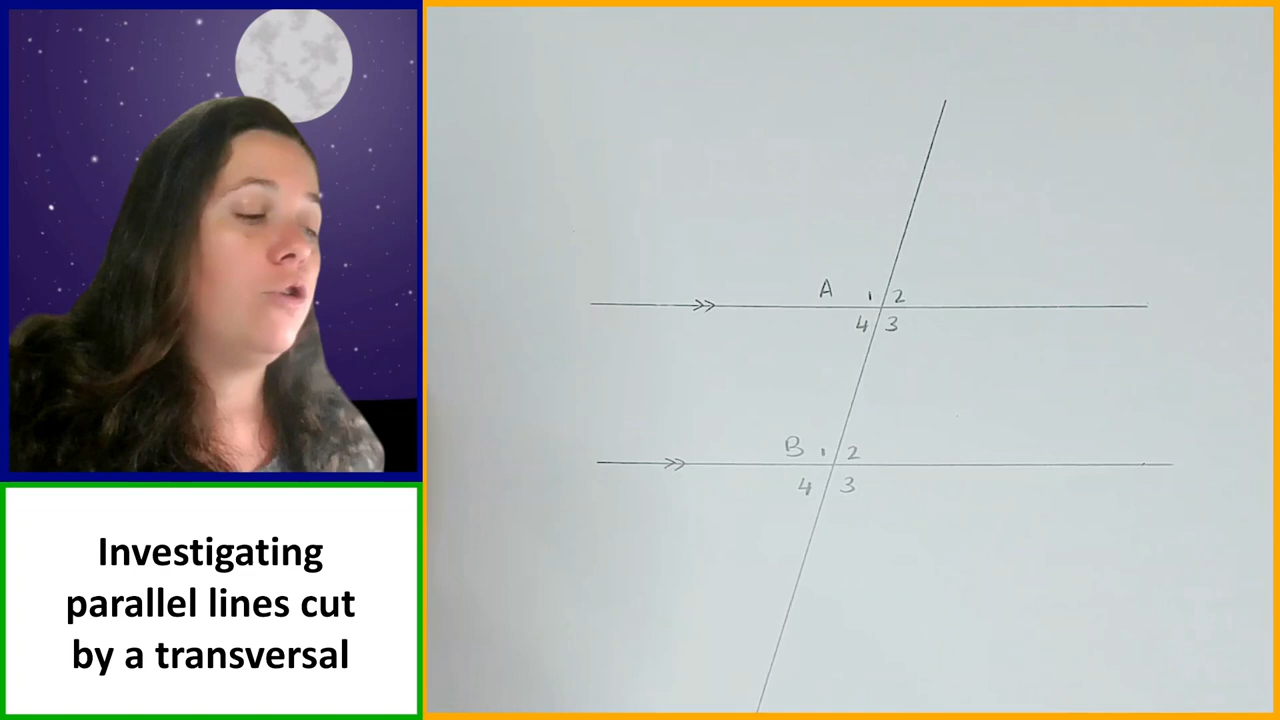 Investigating
parallel lines cut
by a transversal
A 1 2
4 3
B 1 2
4 3